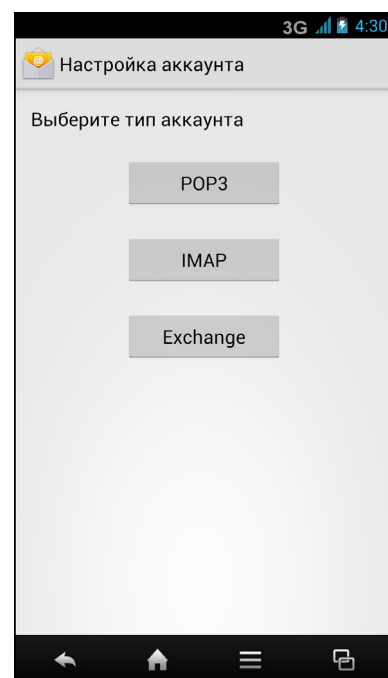 3G 4:30
Настройка аккаунта
Выберите тип аккаунта
POP3
IMAP
Exchange